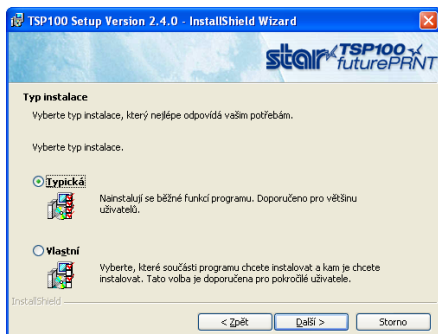 TSP100 Setup Version 2.4.0 - InstallShield Wizard
star TSP100
futurePRNT
Typ instalace
Vyberte typ instalace, který nejlépe odpovídá vašim potřebám.
Vyberte typ instalace.
Typická
Nainstalují se běžné funkcí programu. Doporučeno pro většinu
uživatelů.
Vlastní
Vyberte, které součásti programu chcete instalovat a kam je chcete
instalovat. Tato volba je doporučena pro pokročilé uživatele.
InstallShield
< Zpět
Další >
Storno